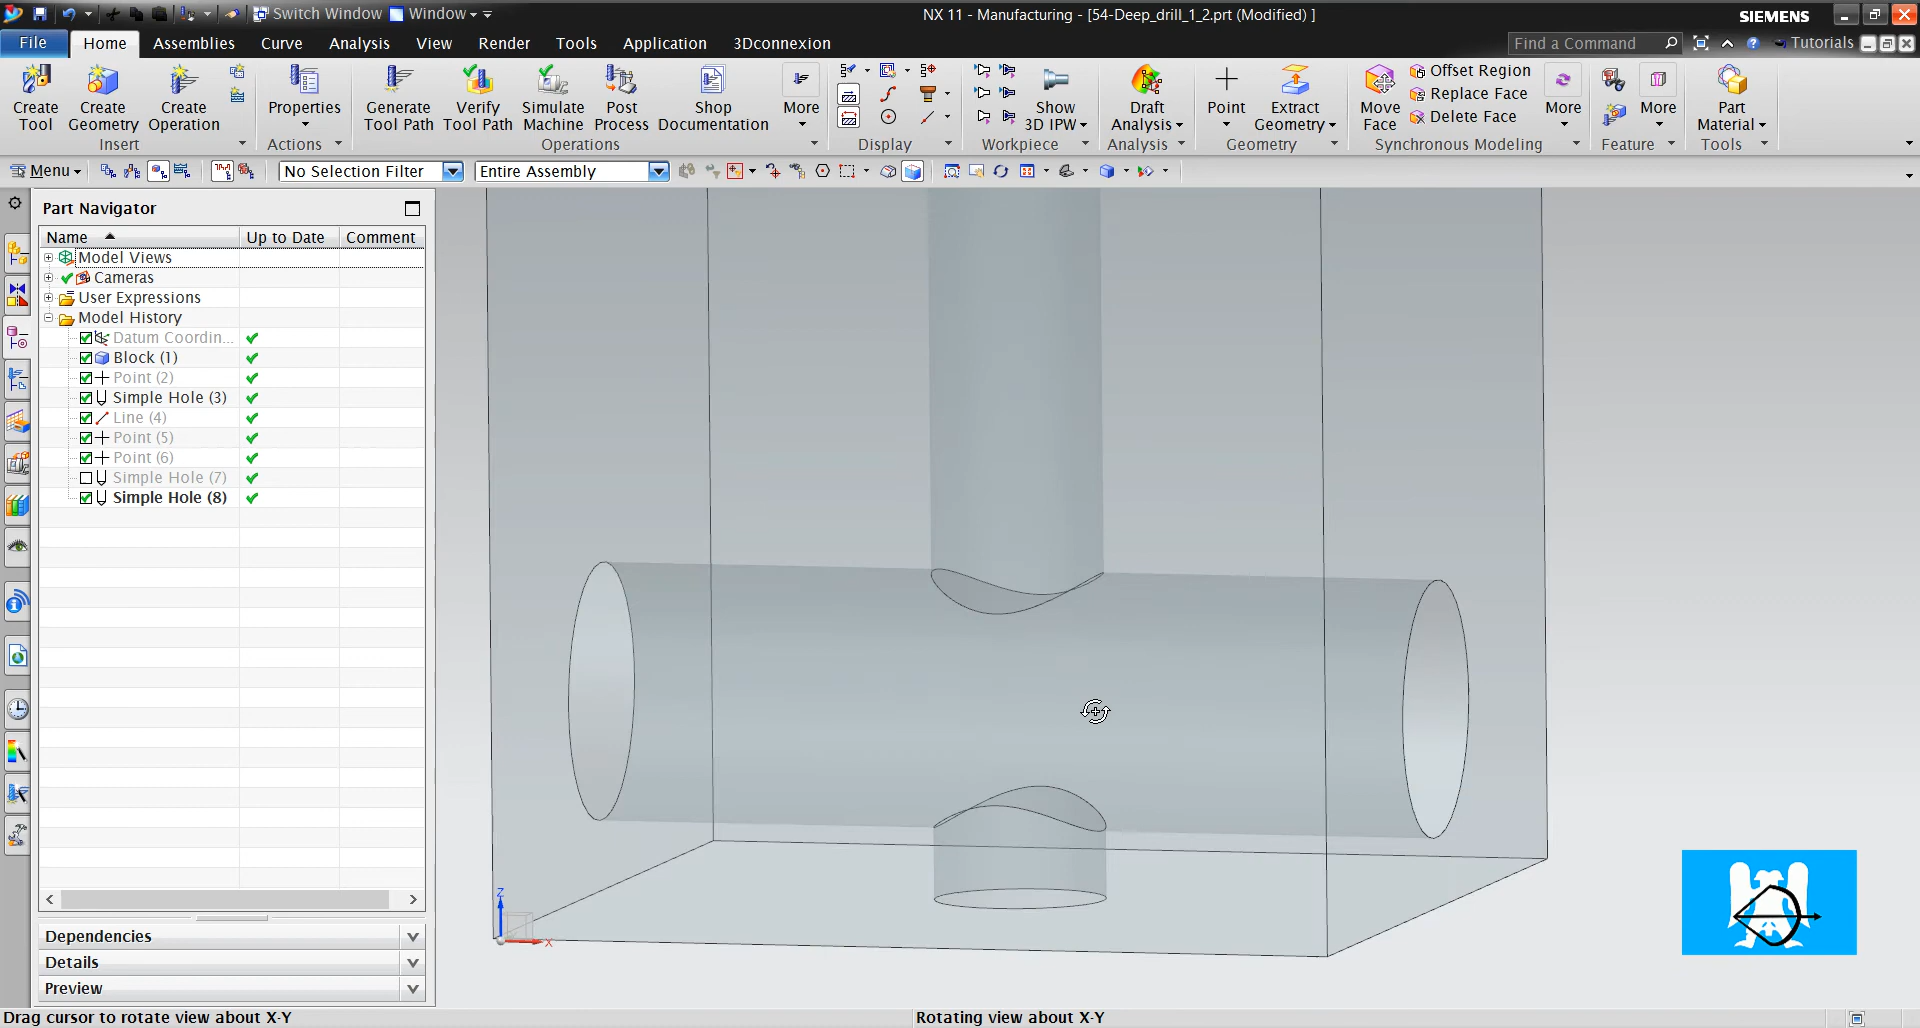 Switch Window Window NX 11 - Manufacturing - [54-Deep_drill_1_2.prt (Modified) ] SIEMENS
File Home Assemblies Curve Analysis View Render Tools Application 3Dconnexion Find a Command Tutorials
Create Tool
Create Geometry
Create Operation
Insert
Properties
Actions
Generate Tool Path
Verify Tool Path
Simulate Machine
Post Process
Shop Documentation
More
Operations
Display
Show 3D IPW
Workpiece
Draft Analysis
Analysis
Point
Extract Geometry
Geometry
Move Face
Offset Region
Replace Face
Delete Face
More
Synchronous Modeling
More
Feature
Part Material
Tools
Menu No Selection Filter Entire Assembly
Part Navigator
Name Up to Date Comment
Model Views
Cameras
User Expressions
Model History
Datum Coordin...
Block (1)
Point (2)
Simple Hole (3)
Line (4)
Point (5)
Point (6)
Simple Hole (7)
Simple Hole (8)
Z
X
Dependencies
Details
Preview
Drag cursor to rotate view about X-Y Rotating view about X-Y